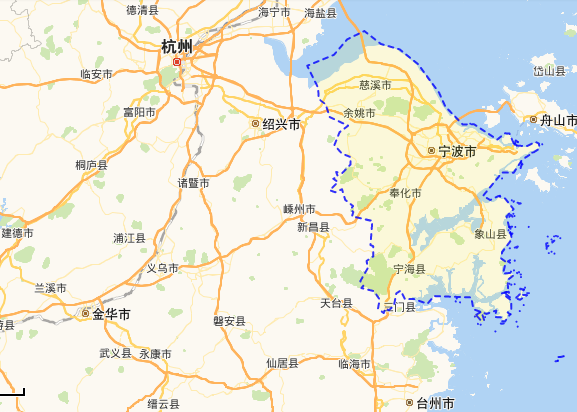 德清县
海宁市
海盐县
杭州
临安市
慈溪市
岱山县
富阳市
余姚市
绍兴市
舟山市
宁波市
桐庐县
诸暨市
奉化市
嵊州市
新昌县
建德市
浦江县
象山县
义乌市
宁海县
兰溪市
天台县
三门县
金华市
磐安县
游县
武义县
永康市
仙居县
临海市
缙云县
台州市